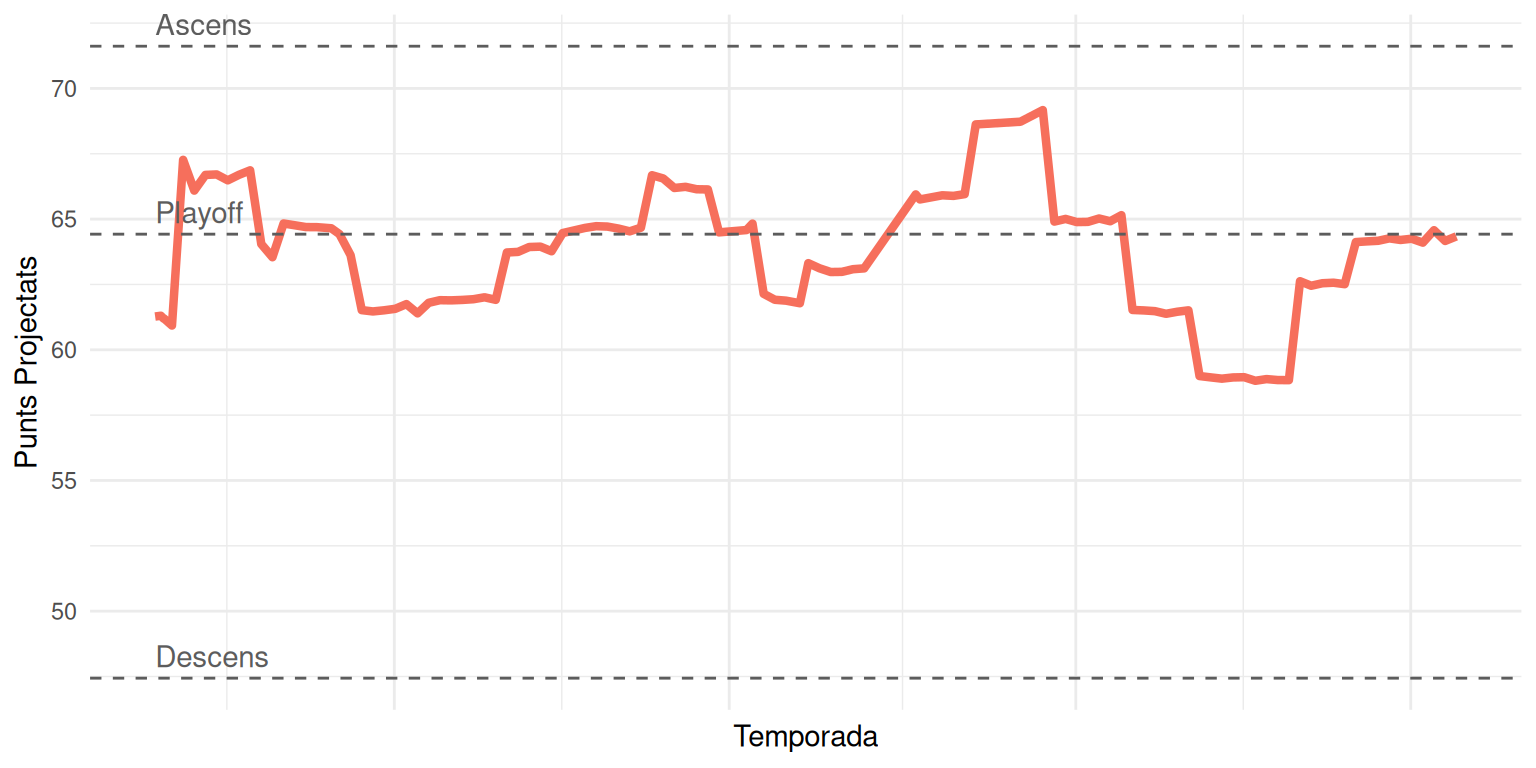 Ascens
70
Playoff
65
60
55
50
Descens
Punts Projectats
Temporada